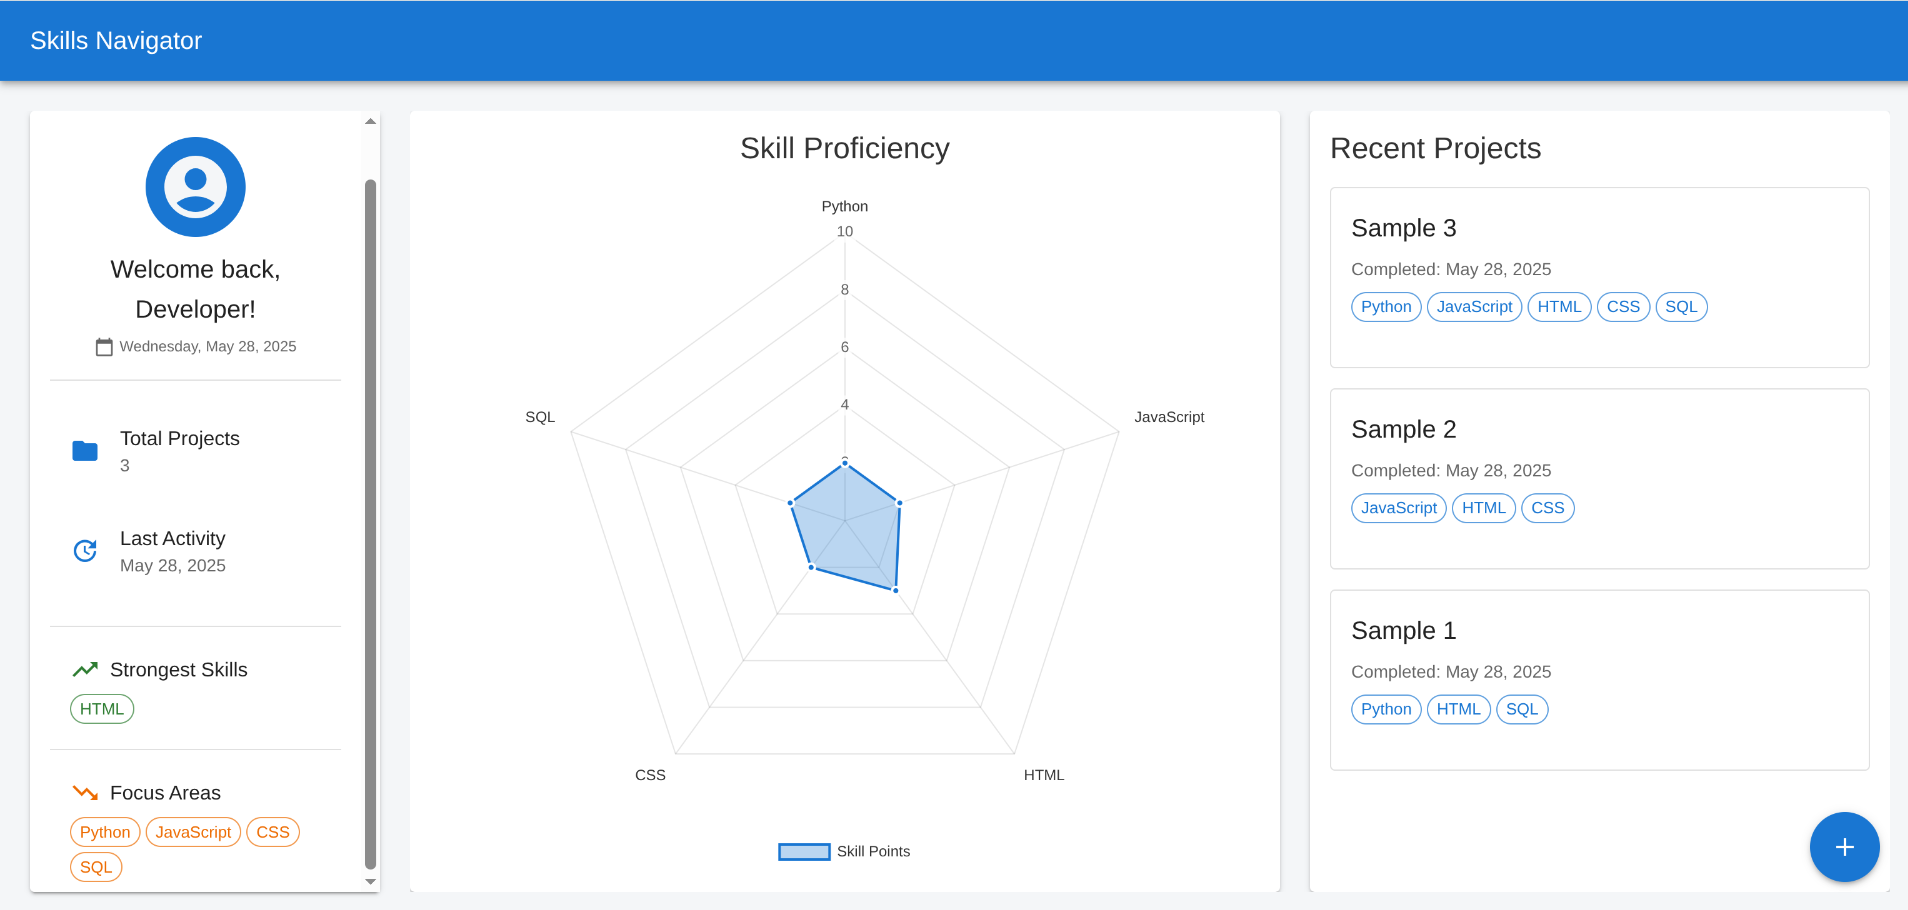 Skills Navigator
Welcome back,
Developer!
Wednesday, May 28, 2025
Total Projects
3
Last Activity
May 28, 2025
Strongest Skills
HTML
Focus Areas
Python JavaScript CSS
SQL
Skill Proficiency
Python
10
8
6
4
SQL
JavaScript
CSS
HTML
Skill Points
Recent Projects
Sample 3
Completed: May 28, 2025
Python JavaScript HTML CSS SQL
Sample 2
Completed: May 28, 2025
JavaScript HTML CSS
Sample 1
Completed: May 28, 2025
Python HTML SQL
+